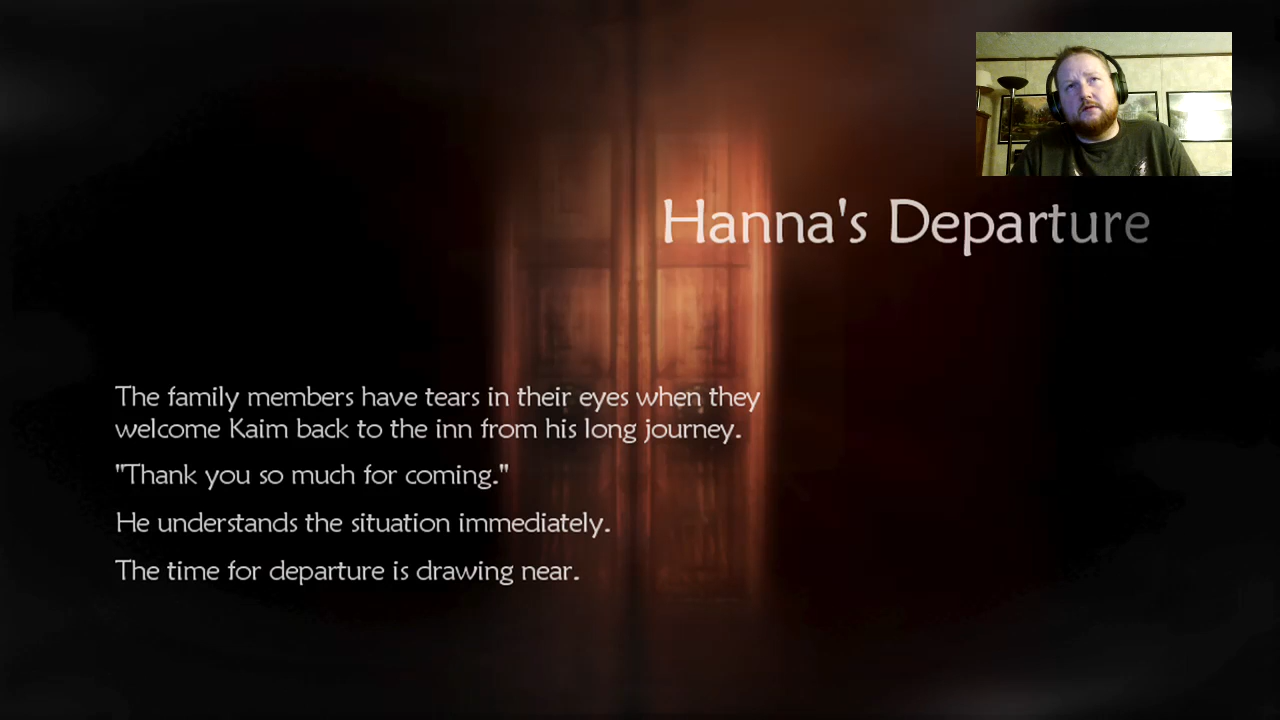 Hanna's Departure
The family members have tears in their eyes when they
welcome Kaim back to the inn from his long journey.
"Thank you so much for coming."
He understands the situation immediately.
The time for departure is drawing near.